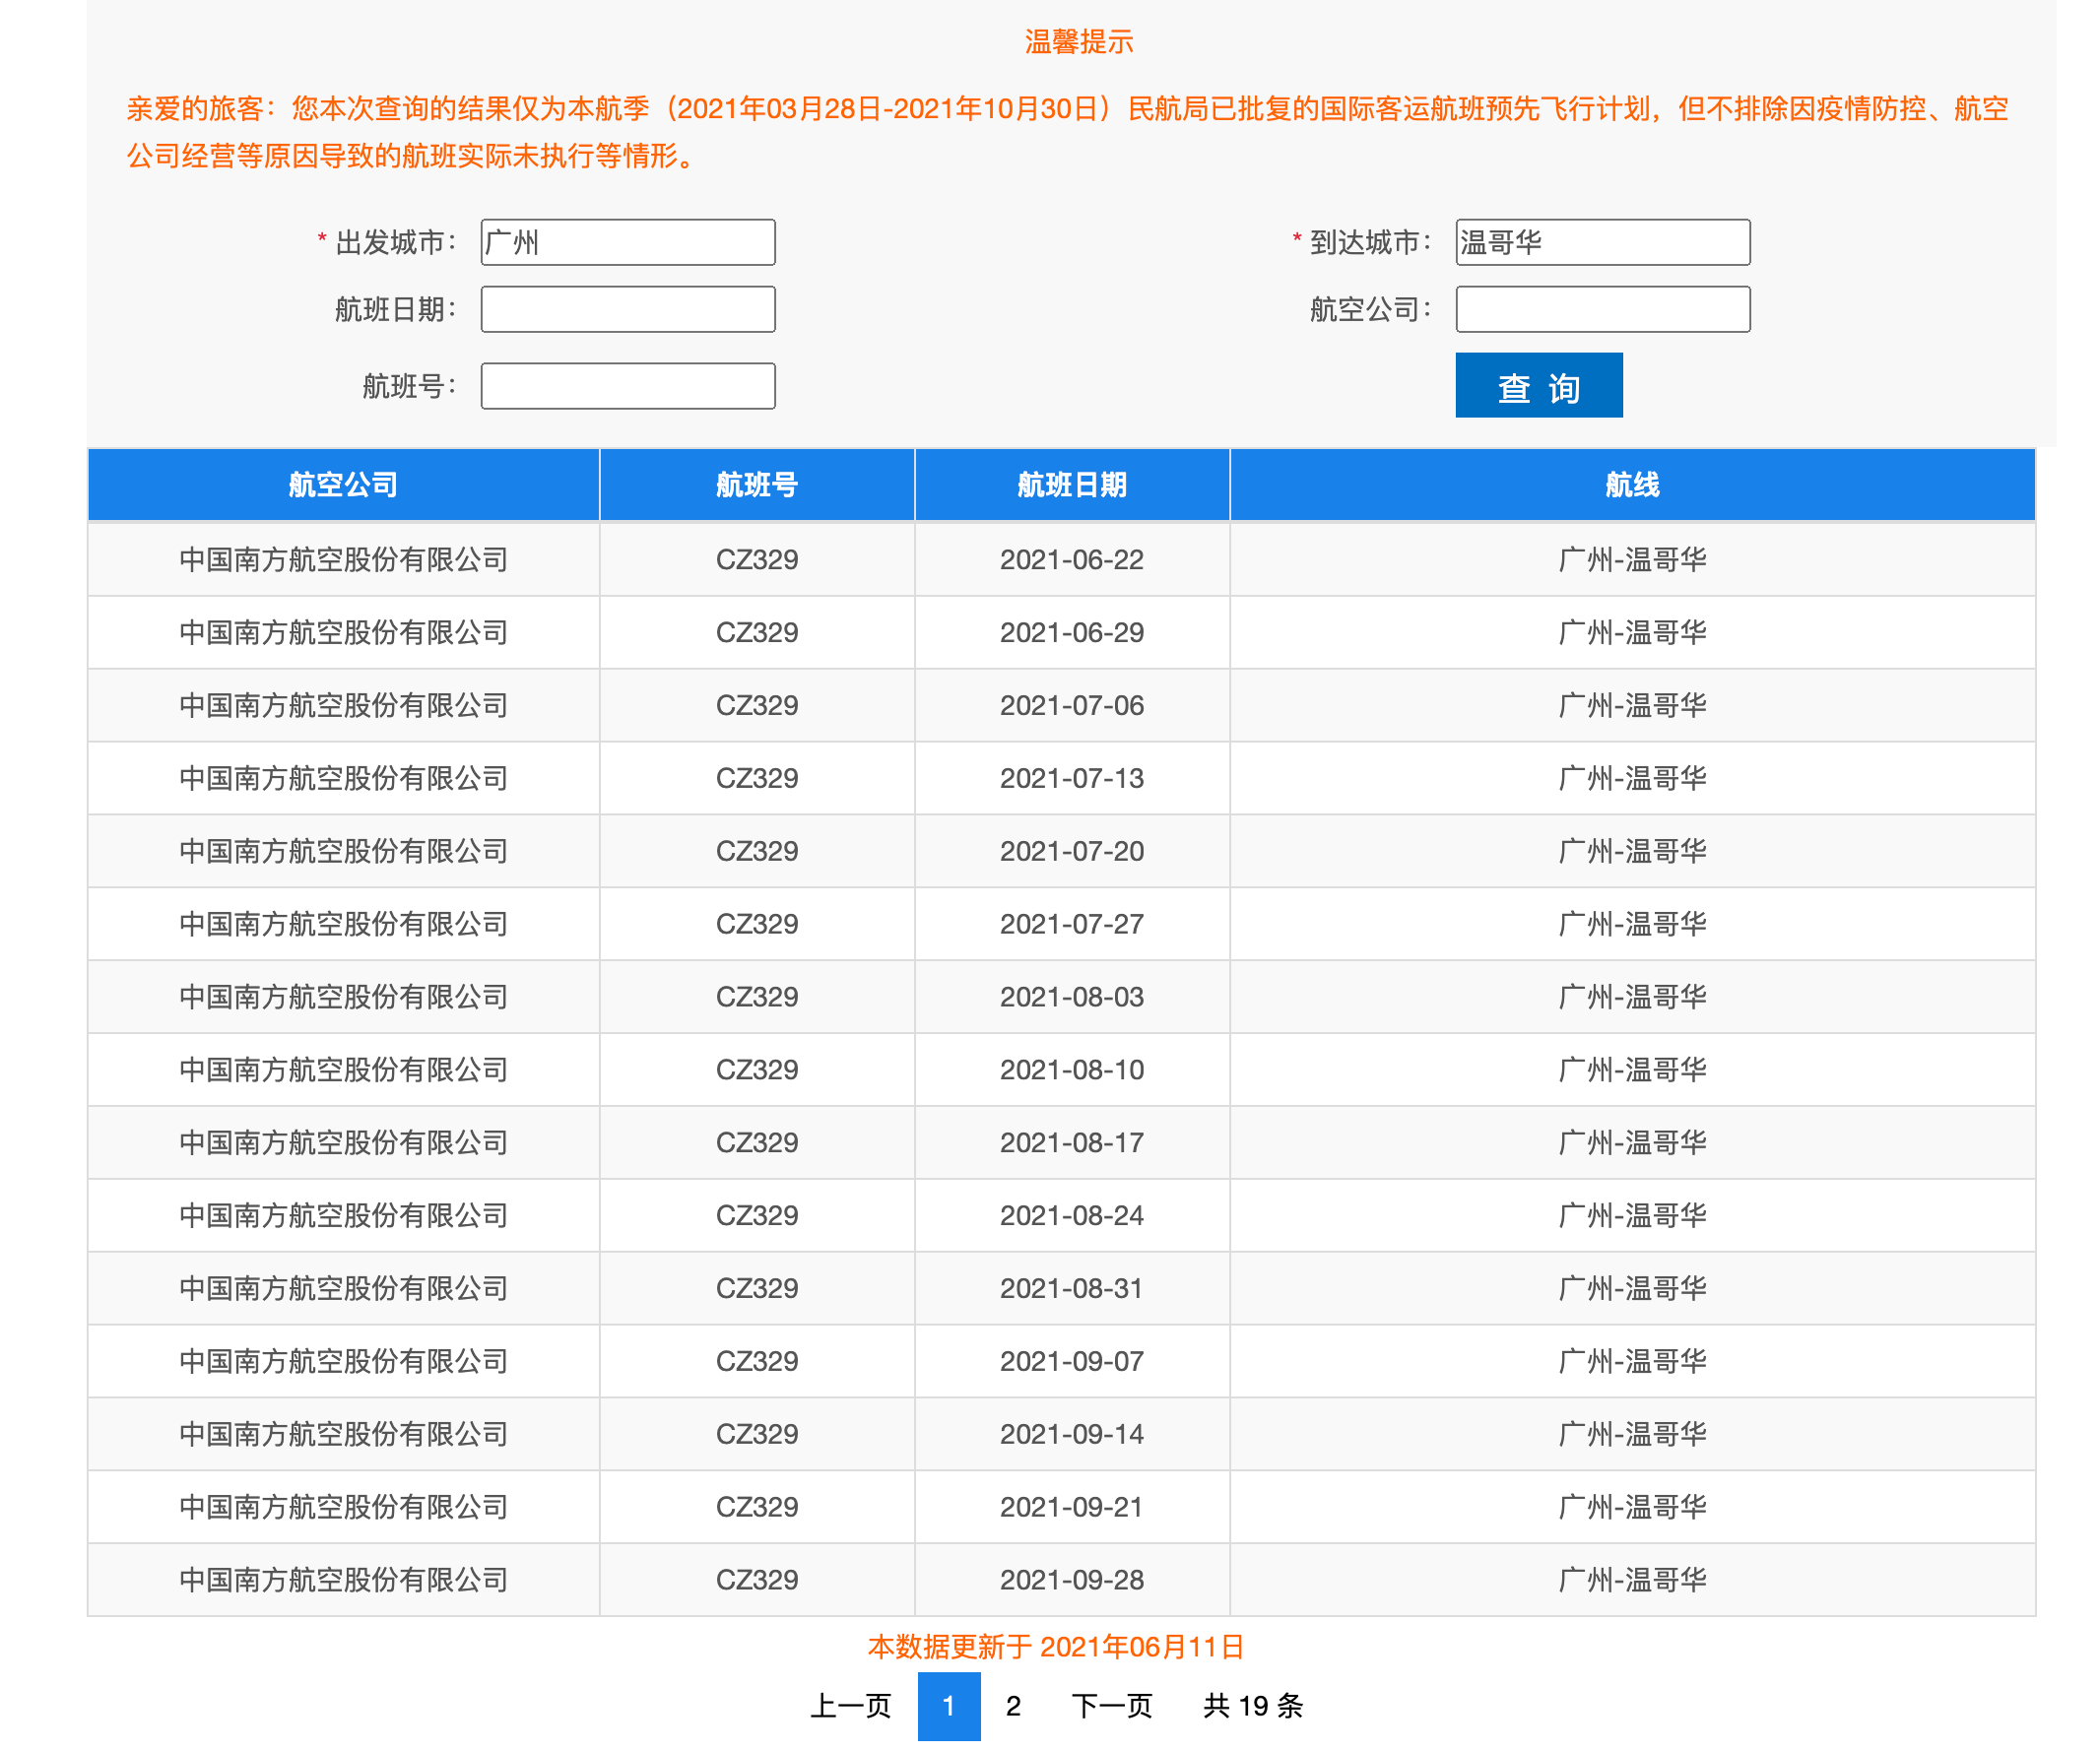 温馨提示
亲爱的旅客：您本次查询的结果仅为本航季（2021年03月28日-2021年10月30日）民航局已批复的国际客运航班预先飞行计划，但不排除因疫情防控、航空
公司经营等原因导致的航班实际未执行等情形。
* 出发城市： 广州 * 到达城市： 温哥华
航班日期： 航空公司：
航班号： 查 询
航空公司 航班号 航班日期 航线
中国南方航空股份有限公司 CZ329 2021-06-22 广州-温哥华
中国南方航空股份有限公司 CZ329 2021-06-29 广州-温哥华
中国南方航空股份有限公司 CZ329 2021-07-06 广州-温哥华
中国南方航空股份有限公司 CZ329 2021-07-13 广州-温哥华
中国南方航空股份有限公司 CZ329 2021-07-20 广州-温哥华
中国南方航空股份有限公司 CZ329 2021-07-27 广州-温哥华
中国南方航空股份有限公司 CZ329 2021-08-03 广州-温哥华
中国南方航空股份有限公司 CZ329 2021-08-10 广州-温哥华
中国南方航空股份有限公司 CZ329 2021-08-17 广州-温哥华
中国南方航空股份有限公司 CZ329 2021-08-24 广州-温哥华
中国南方航空股份有限公司 CZ329 2021-08-31 广州-温哥华
中国南方航空股份有限公司 CZ329 2021-09-07 广州-温哥华
中国南方航空股份有限公司 CZ329 2021-09-14 广州-温哥华
中国南方航空股份有限公司 CZ329 2021-09-21 广州-温哥华
中国南方航空股份有限公司 CZ329 2021-09-28 广州-温哥华
本数据更新于 2021年06月11日
上一页 1 2 下一页 共 19 条